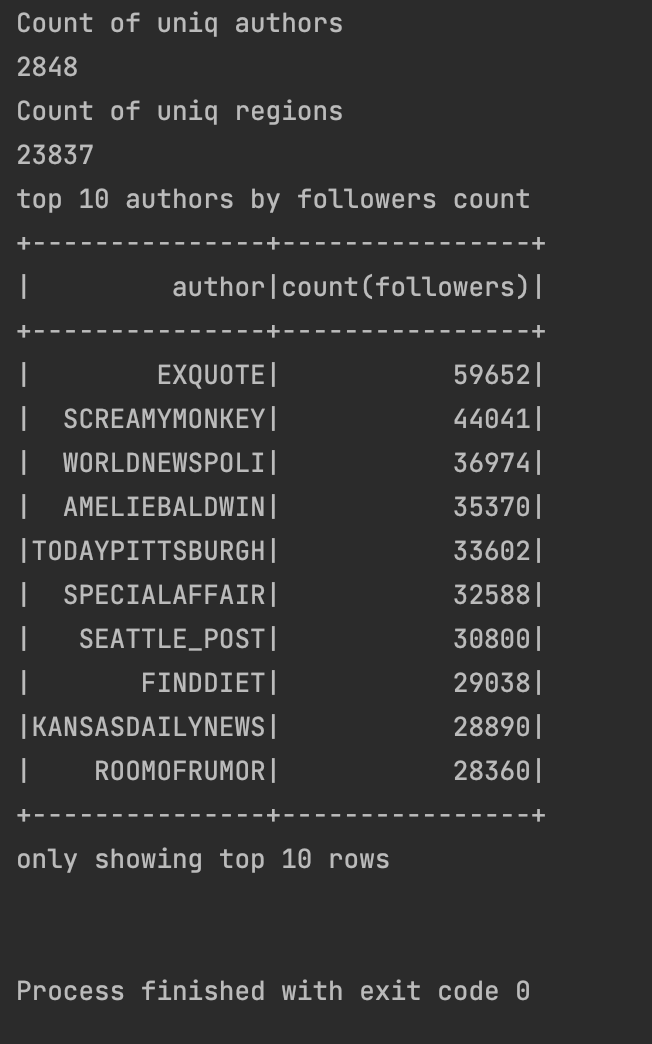 Count of uniq authors
2848
Count of uniq regions
23837
top 10 authors by followers count
+---------------+----------------+
|         author|count(followers)|
+---------------+----------------+
|        EXQUOTE|           59652|
|  SCREAMYMONKEY|           44041|
|  WORLDNEWSPOLI|           36974|
|  AMELIEBALDWIN|           35370|
|TODAYPITTSBURGH|           33602|
|  SPECIALAFFAIR|           32588|
|   SEATTLE_POST|           30800|
|       FINDDIET|           29038|
|KANSASDAILYNEWS|           28890|
|    ROOMOFRUMOR|           28360|
+---------------+----------------+
only showing top 10 rows
Process finished with exit code 0